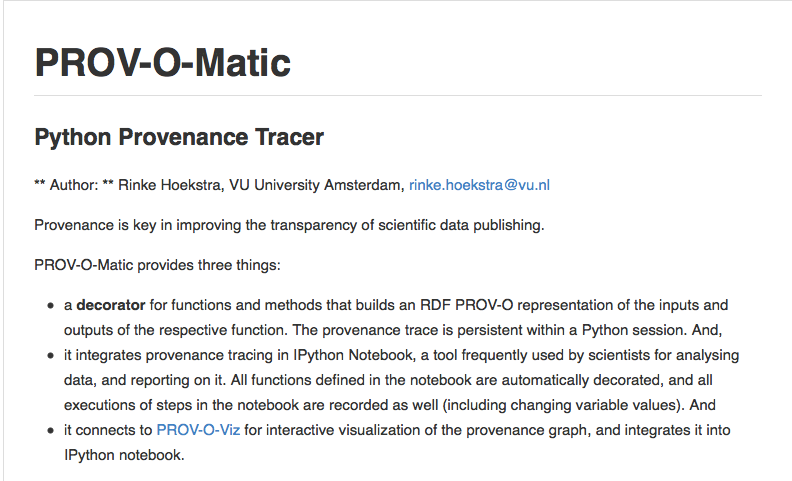 PROV-O-Matic
Python Provenance Tracer
** Author: ** Rinke Hoekstra, VU University Amsterdam, rinke.hoekstra@vu.nl
Provenance is key in improving the transparency of scientific data publishing.
PROV-O-Matic provides three things:
• a decorator for functions and methods that builds an RDF PROV-O representation of the inputs and
outputs of the respective function. The provenance trace is persistent within a Python session. And,
• it integrates provenance tracing in IPython Notebook, a tool frequently used by scientists for analysing
data, and reporting on it. All functions defined in the notebook are automatically decorated, and all
executions of steps in the notebook are recorded as well (including changing variable values). And
• it connects to PROV-O-Viz for interactive visualization of the provenance graph, and integrates it into
IPython notebook.